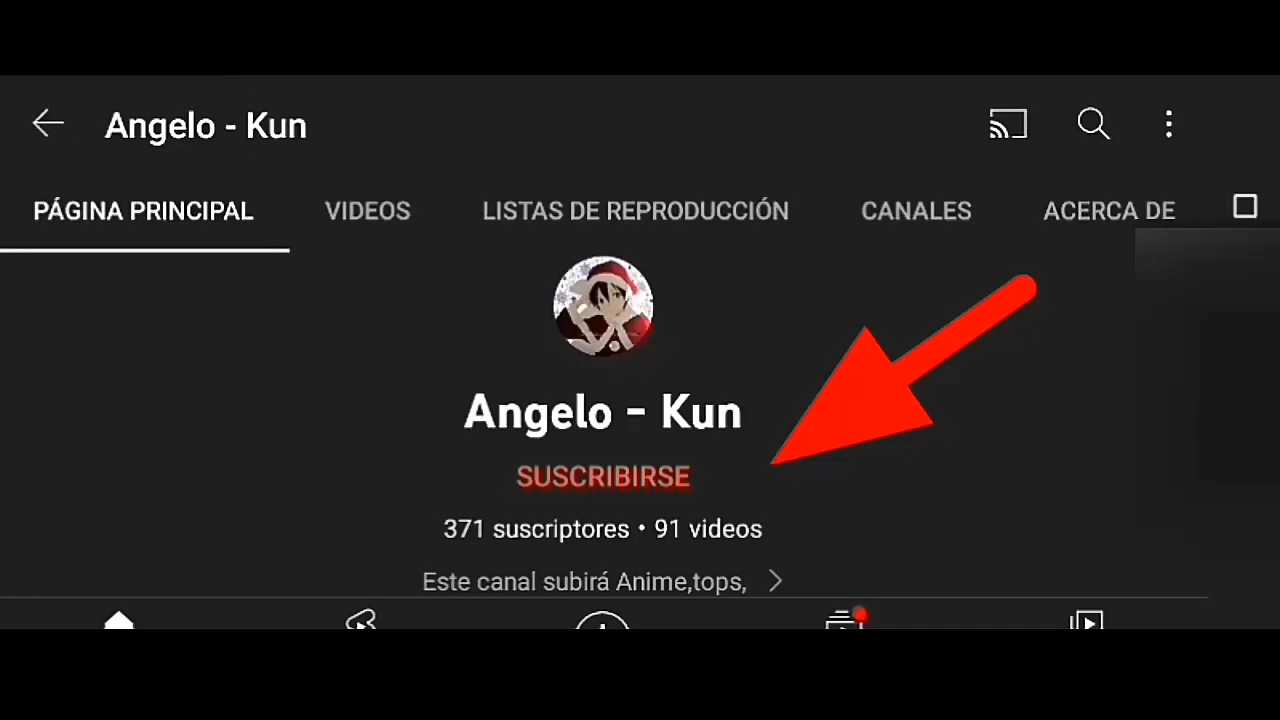 Angelo - Kun
PÁGINA PRINCIPAL VIDEOS LISTAS DE REPRODUCCIÓN CANALES ACERCA DE
Angelo - Kun
SUSCRIBIRSE
371 suscriptores • 91 videos
Este canal subirá Anime,tops,